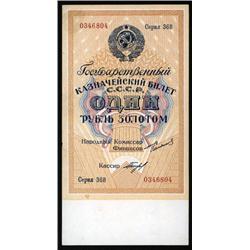 0346804 Серия 368
Государственный
КАЗНАЧЕЙСКИЙ БИЛЕТ
С.С.С.Р.
ОДИН
РУБЛЬ ЗОЛОТОМ
Народный Комиссар
Финансов
Кассир
Серия 368 0346804